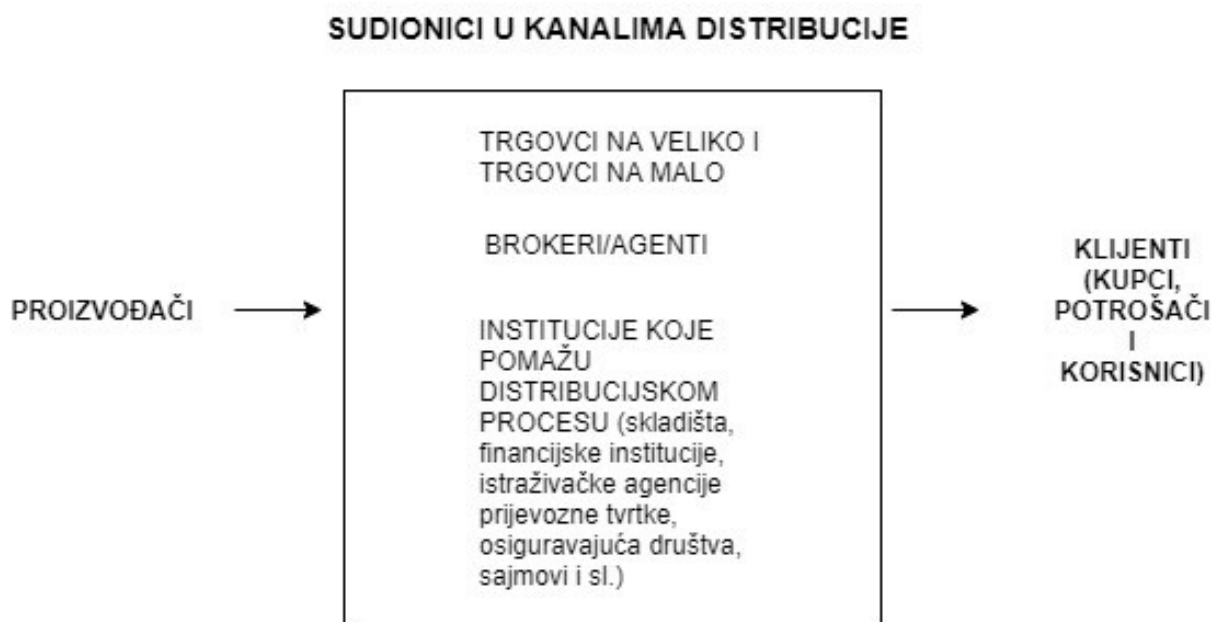 SUDIONICI U KANALIMA DISTRIBUCIJE
PROIZVOĐAČI
TRGOVCI NA VELIKO I
TRGOVCI NA MALO
BROKERI/AGENTI
INSTITUCIJE KOJE
POMAŽU
DISTRIBUCIJSKOM
PROCESU (skladišta,
financijske institucije,
istraživačke agencije
prijevozne tvrtke,
osiguravajuća društva,
sajmovi i sl.)
KLIJENTI
(KUPCI,
POTROŠAČI
I
KORISNICI)